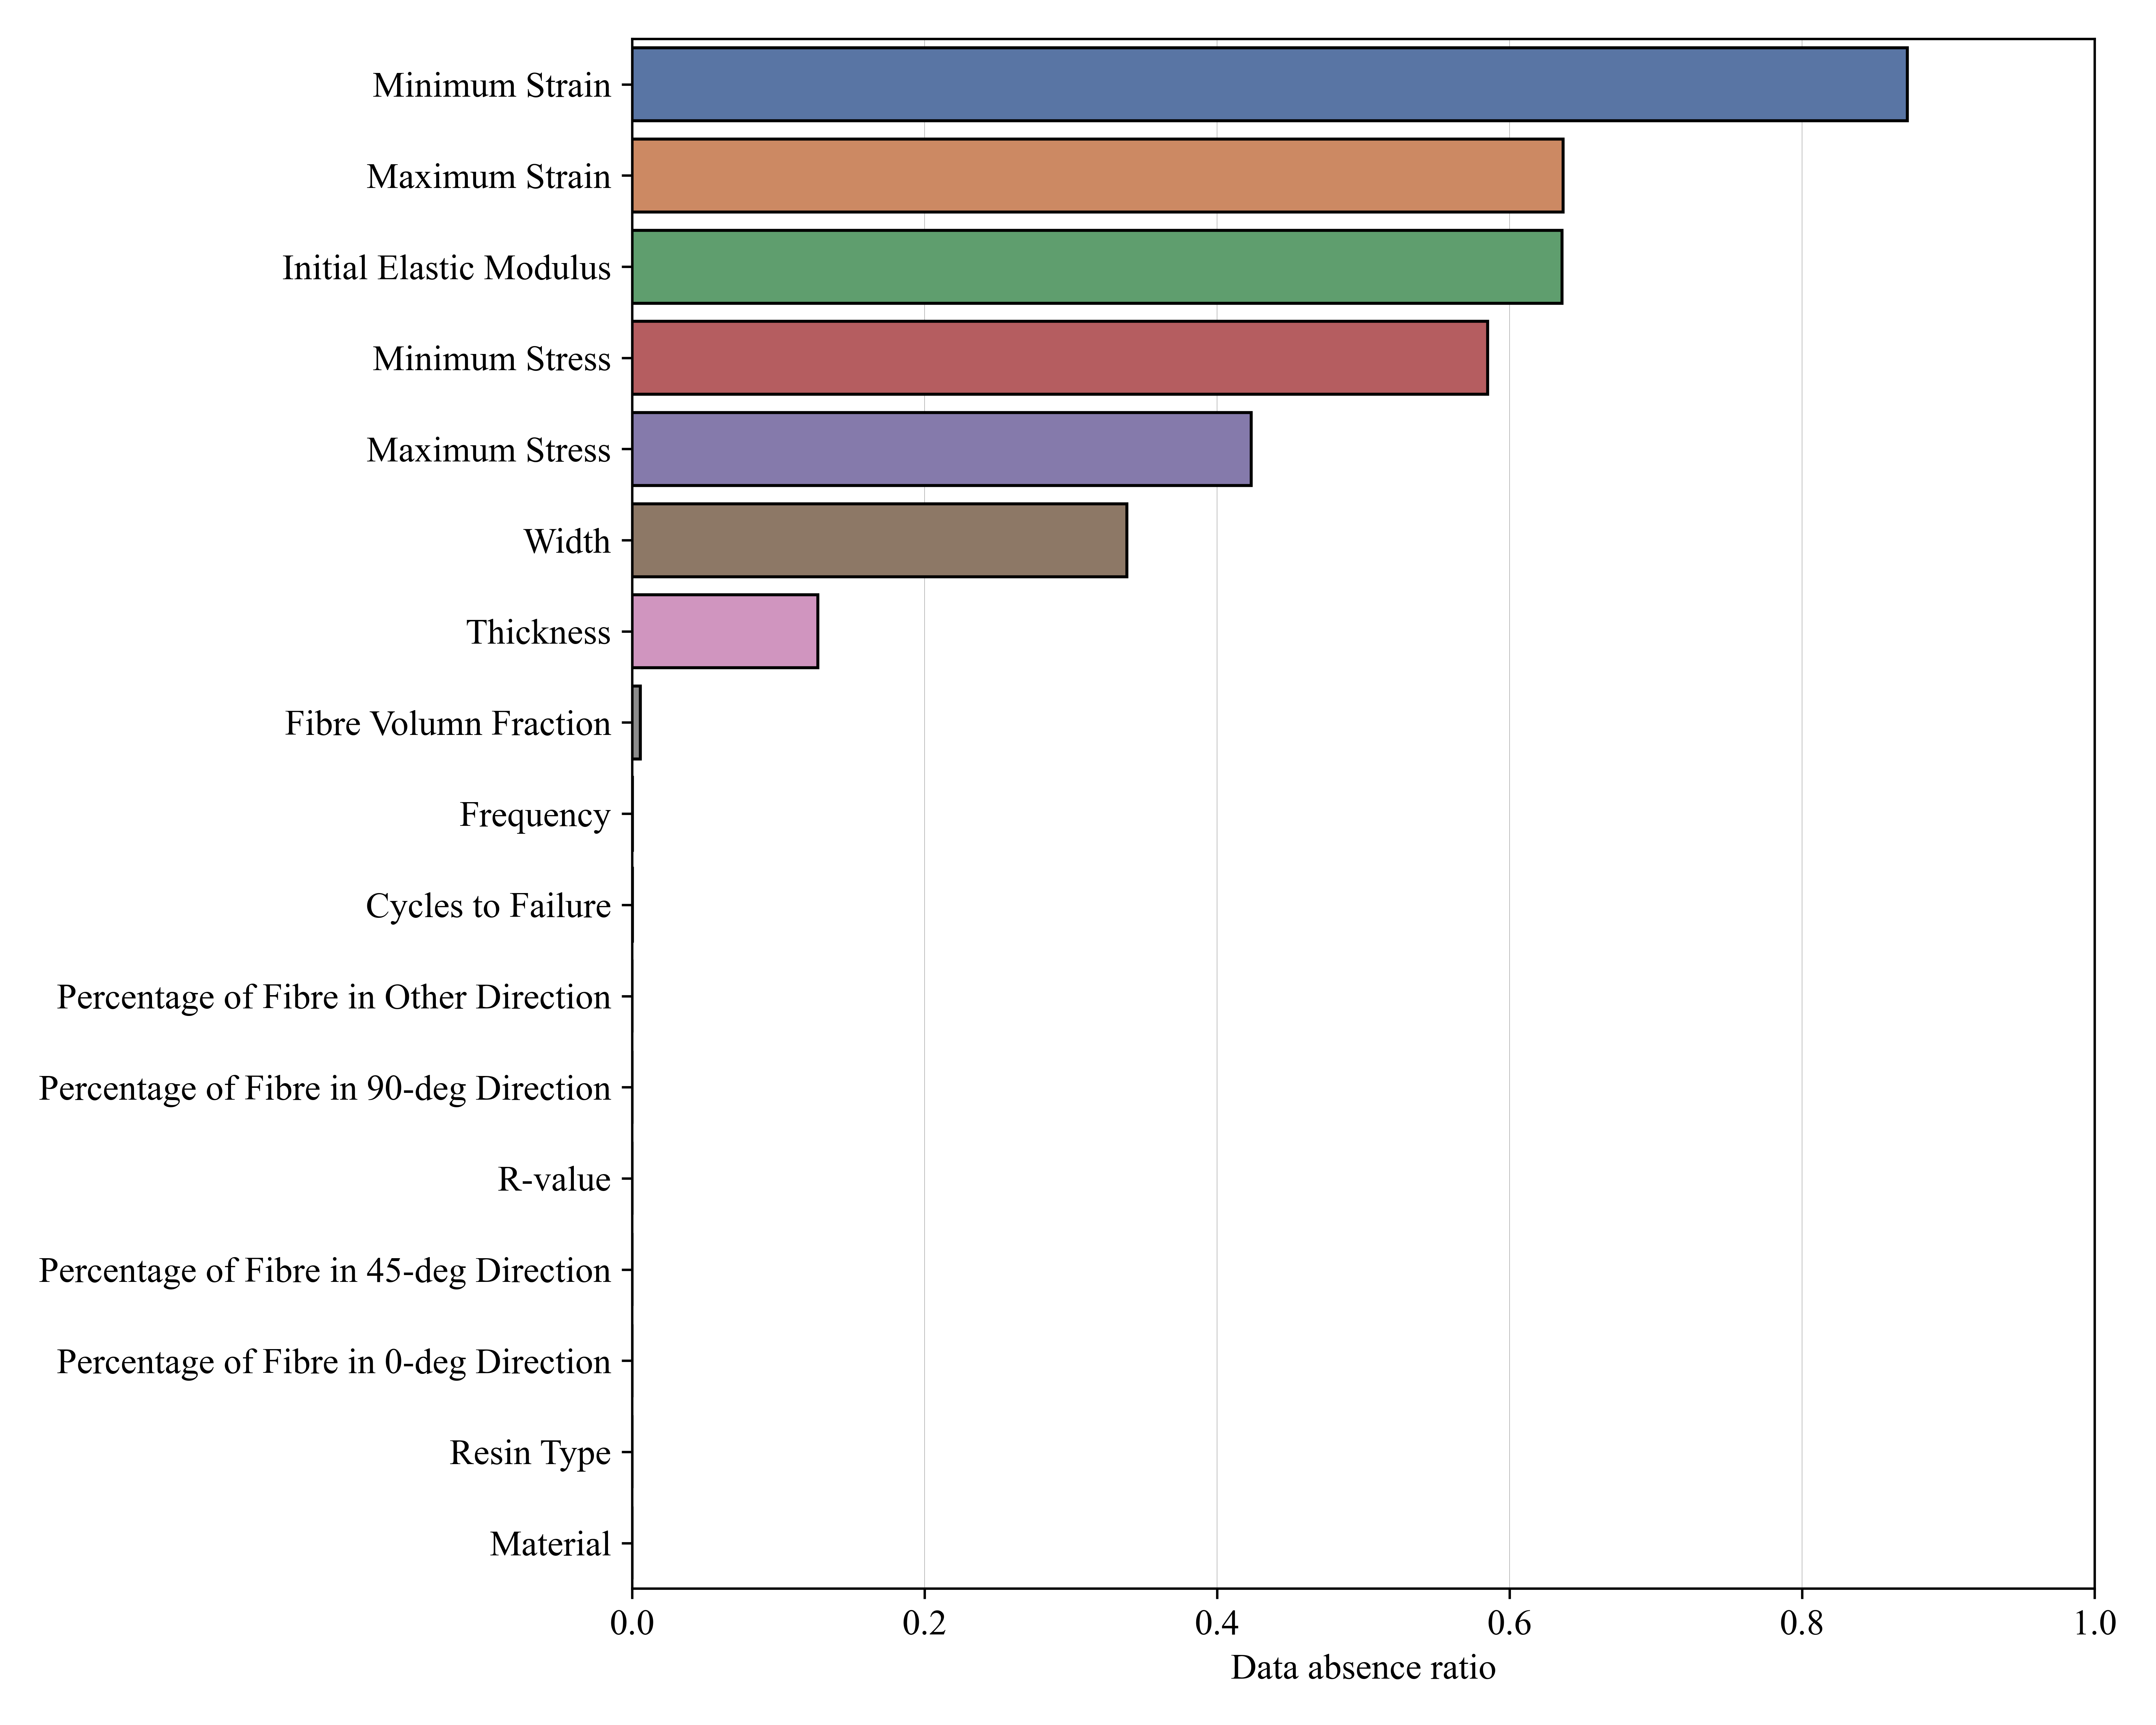 Minimum Strain
Maximum Strain
Initial Elastic Modulus
Minimum Stress
Maximum Stress
Width
Thickness
Fibre Volumn Fraction
Frequency
Cycles to Failure
Percentage of Fibre in Other Direction
Percentage of Fibre in 90-deg Direction
R-value
Percentage of Fibre in 45-deg Direction
Percentage of Fibre in 0-deg Direction
Resin Type
Material
0.0 0.2 0.4 0.6 0.8 1.0
Data absence ratio